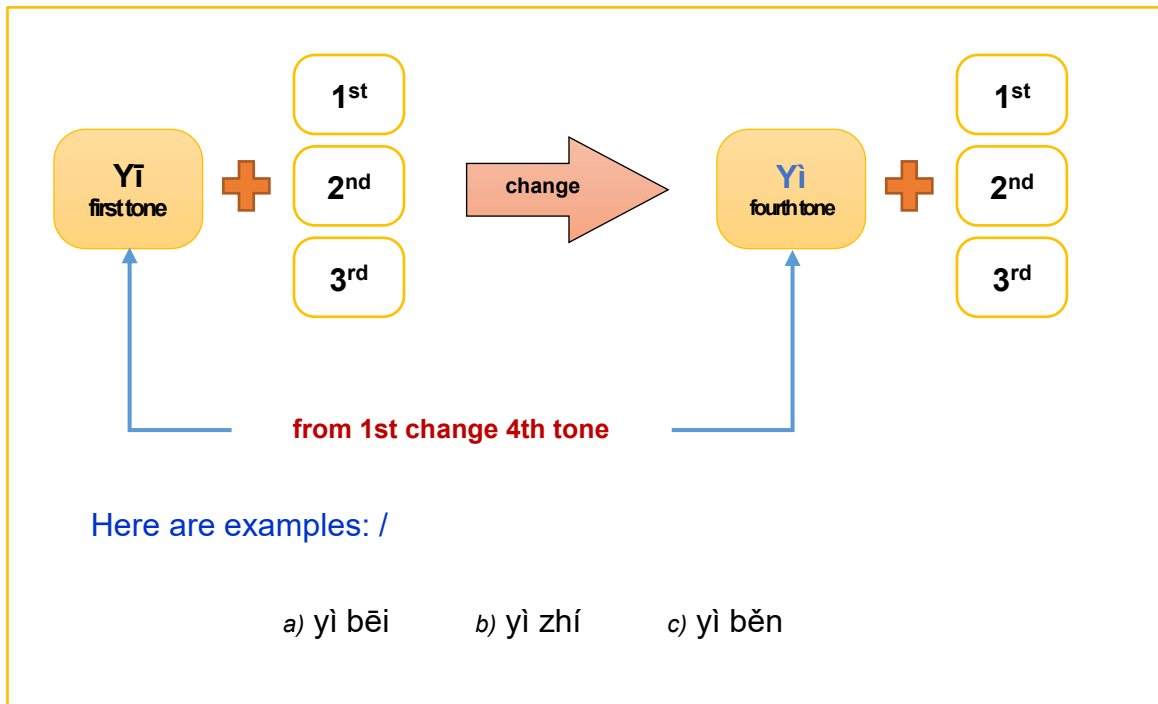 1st
Yī
first tone
2nd
3rd
change
Yì
fourth tone
1st
2nd
3rd
from 1st change 4th tone
Here are examples: /
a) yì bēi b) yì zhí c) yì běn